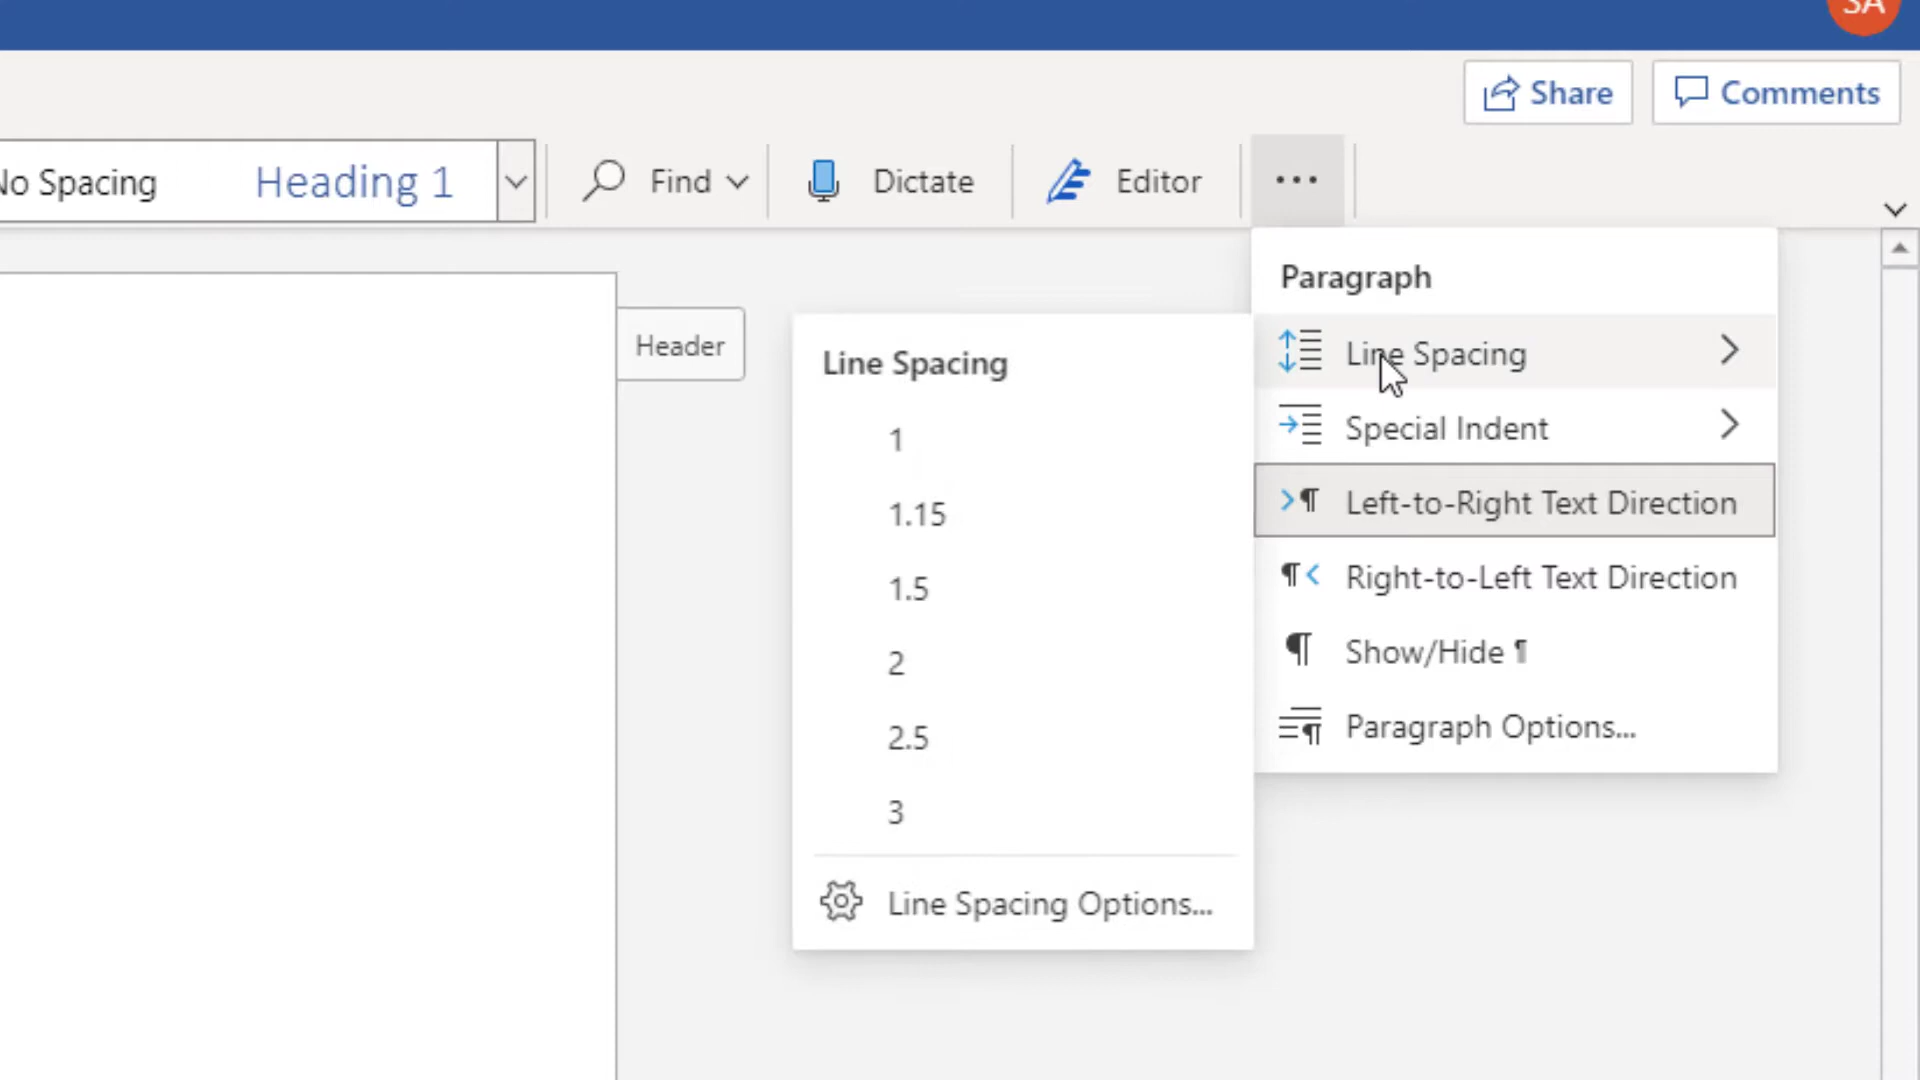 SA
Share
Comments
No Spacing
Heading 1
Find
Dictate
Editor
...
Header
Paragraph
Line Spacing
Special Indent
Left-to-Right Text Direction
Right-to-Left Text Direction
Show/Hide ¶
Paragraph Options...
Line Spacing
1
1.15
1.5
2
2.5
3
Line Spacing Options...